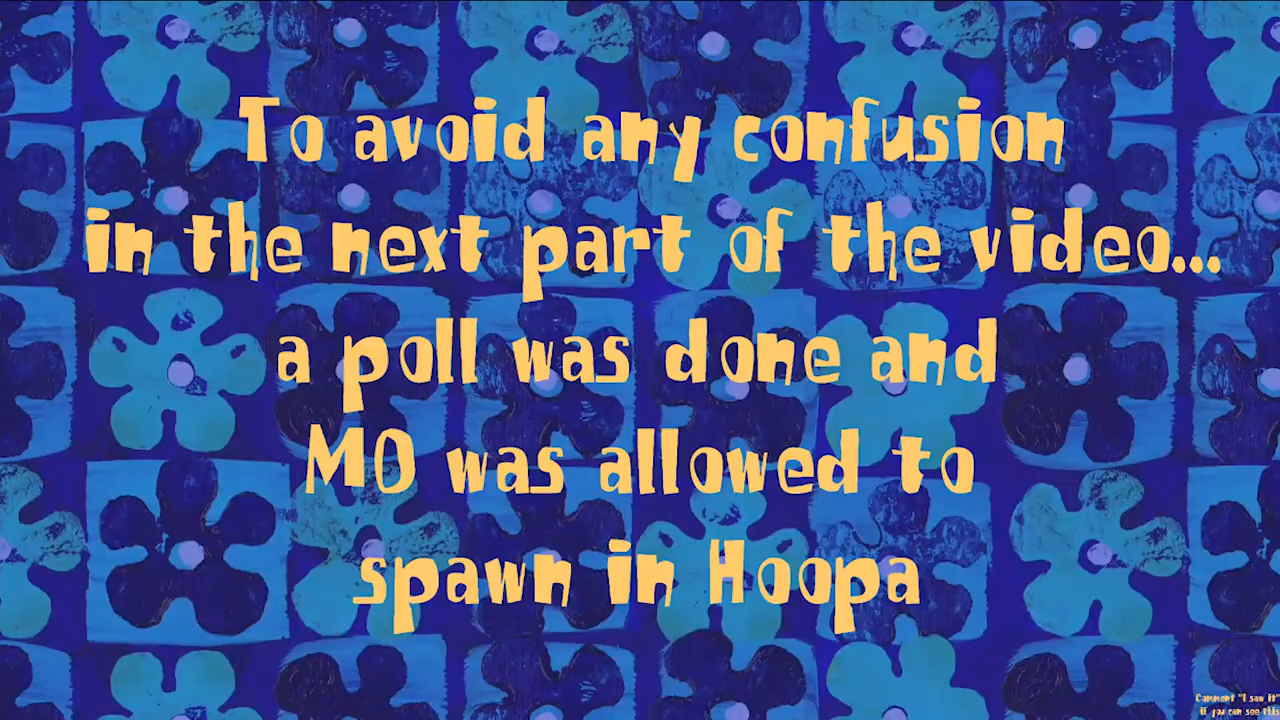 To avoid any confusion
in the next part of the video...
a poll was done and
MO was allowed to
spawn in Hoopa
Comment "I saw it"
if you can see this